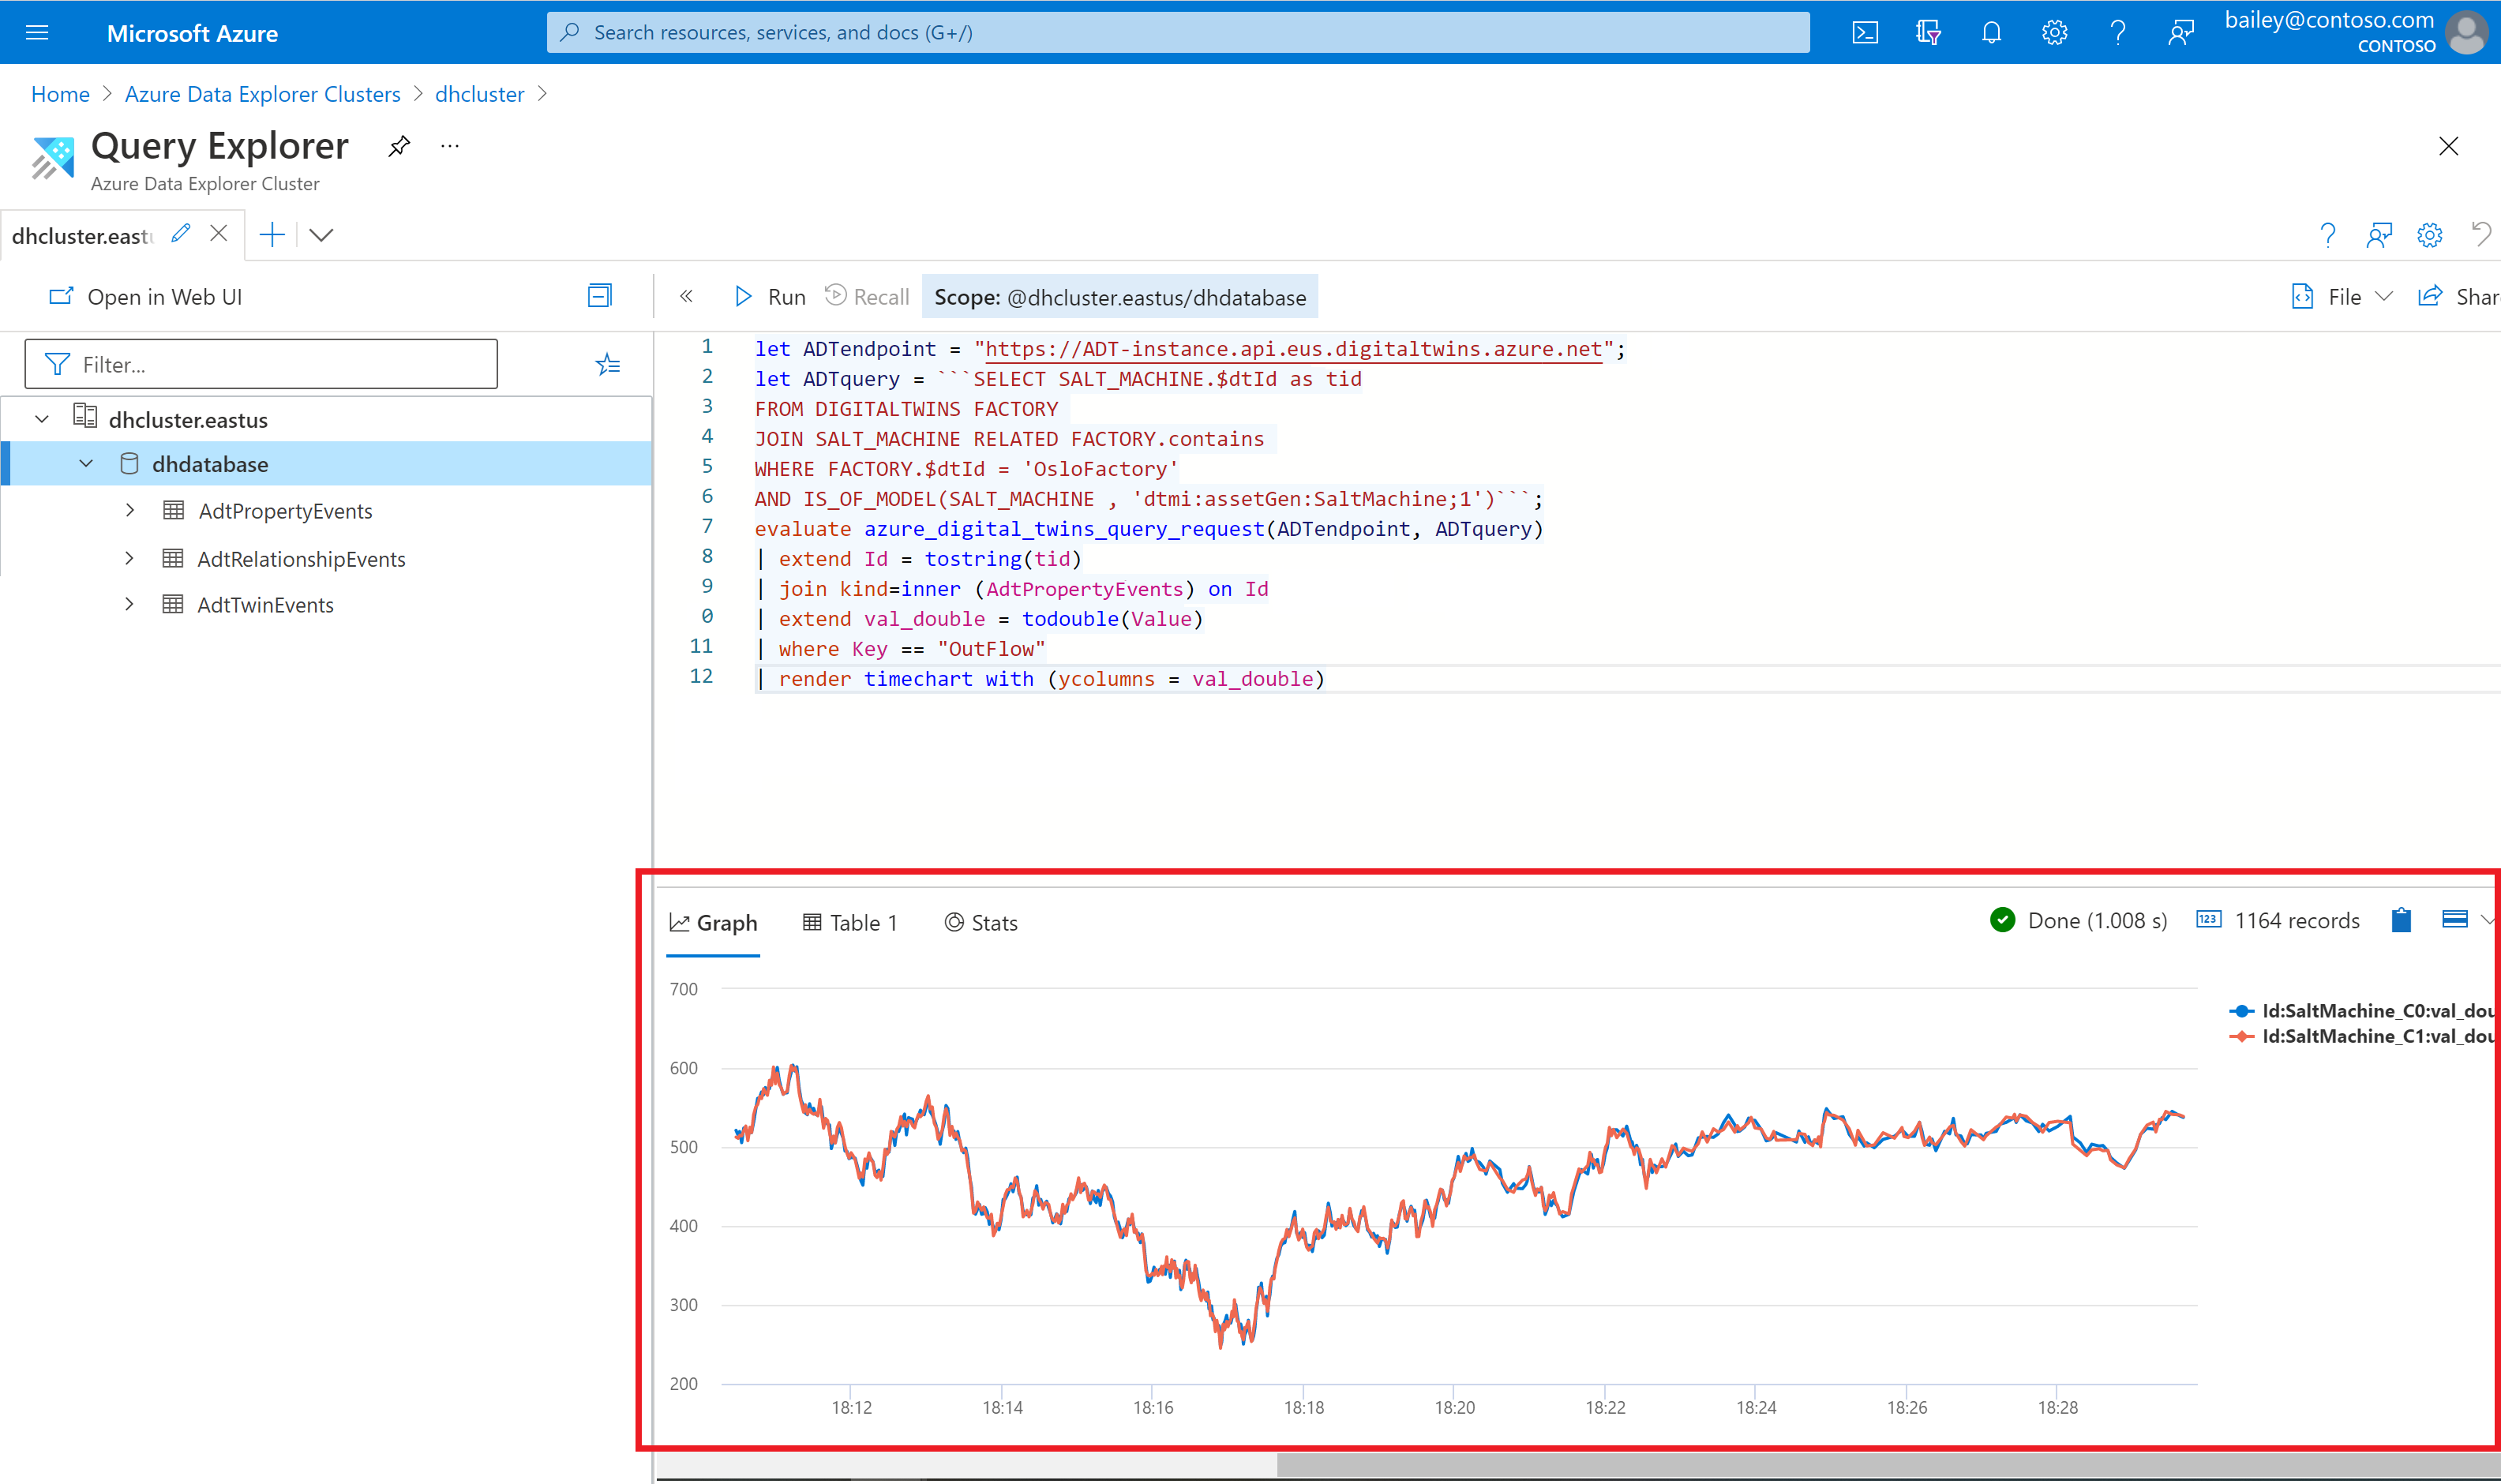 Microsoft Azure
Search resources, services, and docs (G+/)
bailey@contoso.com
CONTOSO
Home > Azure Data Explorer Clusters > dhcluster >
Query Explorer
Azure Data Explorer Cluster
dhcluster.eastu
Open in Web UI
Run
Recall
Scope: @dhcluster.eastus/dhdatabase
File
Shar
Filter...
dhcluster.eastus
dhdatabase
AdtPropertyEvents
AdtRelationshipEvents
AdtTwinEvents
1 let ADTendpoint = "https://ADT-instance.api.eus.digitaltwins.azure.net";
2 let ADTquery = ```SELECT SALT_MACHINE.$dtId as tid
3 FROM DIGITALTWINS FACTORY
4 JOIN SALT_MACHINE RELATED FACTORY.contains
5 WHERE FACTORY.$dtId = 'OsloFactory'
6 AND IS_OF_MODEL(SALT_MACHINE , 'dtmi:assetGen:SaltMachine;1')```;
7 evaluate azure_digital_twins_query_request(ADTendpoint, ADTquery)
8 | extend Id = tostring(tid)
9 | join kind=inner (AdtPropertyEvents) on Id
0 | extend val_double = todouble(Value)
11 | where Key == "OutFlow"
12 | render timechart with (ycolumns = val_double)
Graph
Table 1
Stats
Done (1.008 s)
123
1164 records
700
600
500
400
300
200
18:12 18:14 18:16 18:18 18:20 18:22 18:24 18:26 18:28
Id:SaltMachine_C0:val_dou
Id:SaltMachine_C1:val_dou